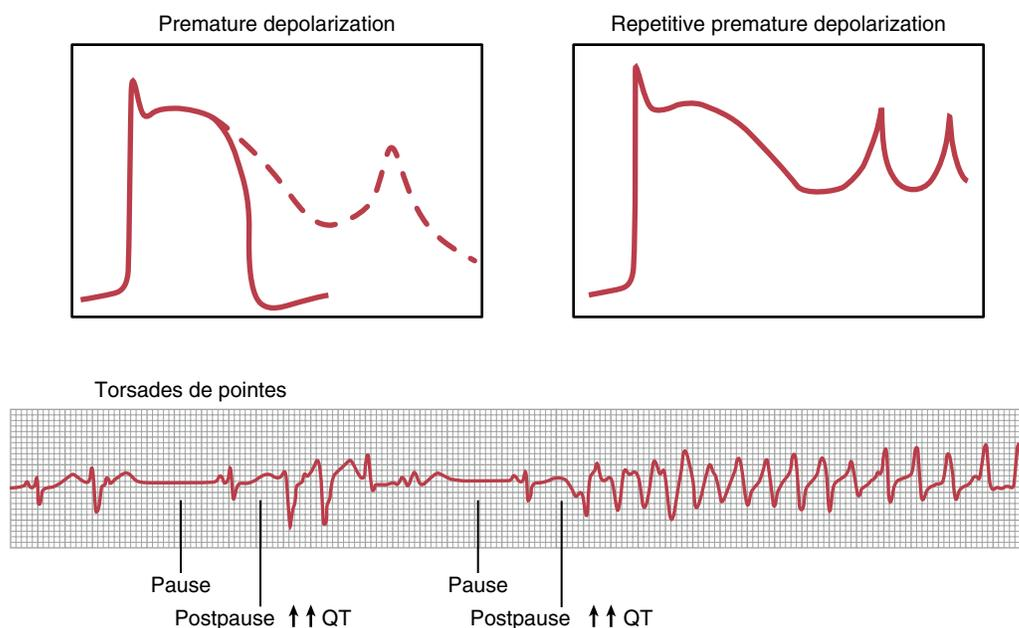 Premature depolarization
Repetitive premature depolarization
Torsades de pointes
Pause
Pause
Postpause ↑↑ QT
Postpause ↑↑ QT